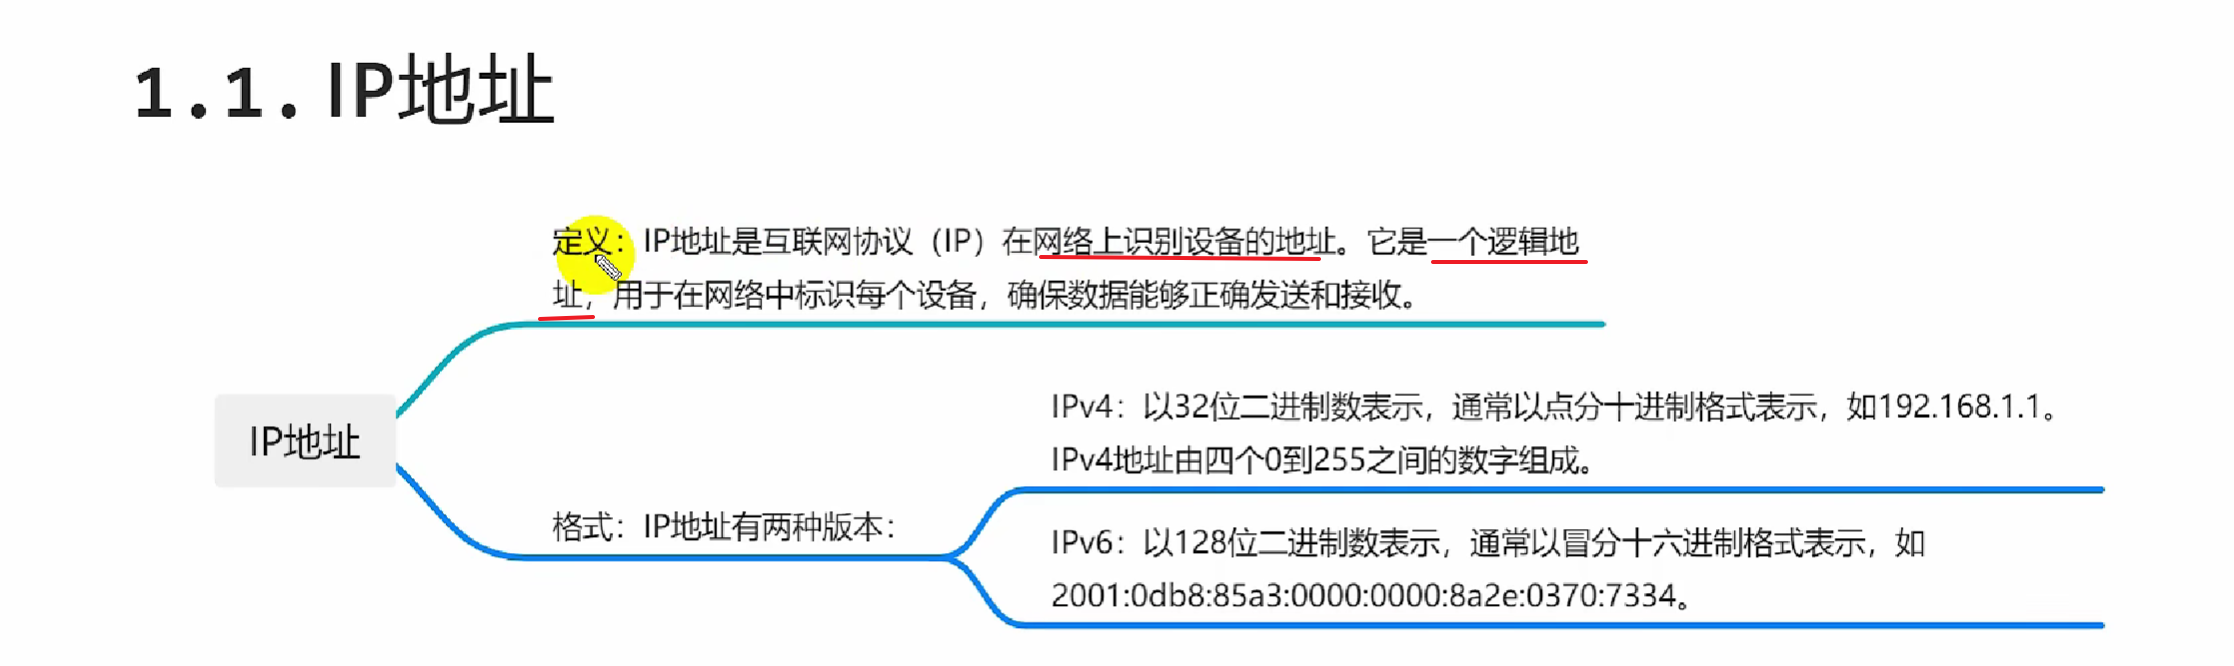 1.1. IP地址
定义：IP地址是互联网协议（IP）在网络上识别设备的地址。它是一个逻辑地
址，用于在网络中标识每个设备，确保数据能够正确发送和接收。
IP地址
格式：IP地址有两种版本：
IPv4：以32位二进制数表示，通常以点分十进制格式表示，如192.168.1.1。
IPv4地址由四个0到255之间的数字组成。
IPv6：以128位二进制数表示，通常以冒分十六进制格式表示，如
2001:0db8:85a3:0000:0000:8a2e:0370:7334。